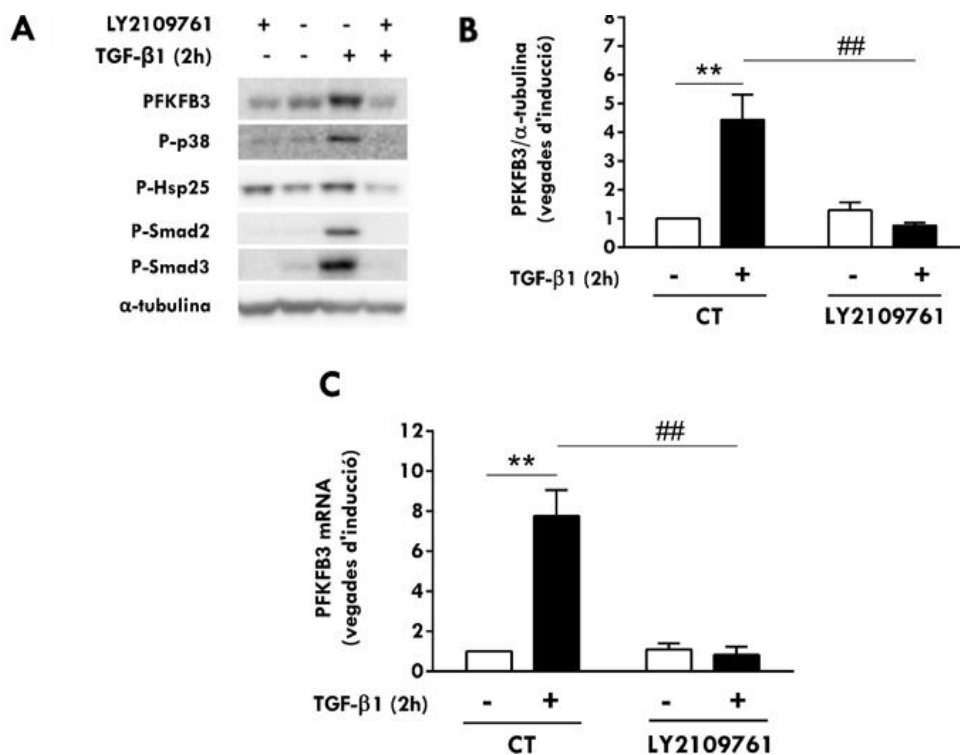 A
LY2109761 + - - +
TGF-β1 (2h) - - + +
PFKFB3
P-p38
P-Hsp25
P-Smad2
P-Smad3
α-tubulina
B
PFKFB3/α-tubulina
(vegades d'inducció)
8
7
6
5
4
3
2
1
0
**
##
TGF-β1 (2h) - + - +
CT LY2109761
C
PFKFB3 mRNA
(vegades d'inducció)
12
10
8
6
4
2
0
**
##
TGF-β1 (2h) - + - +
CT LY2109761